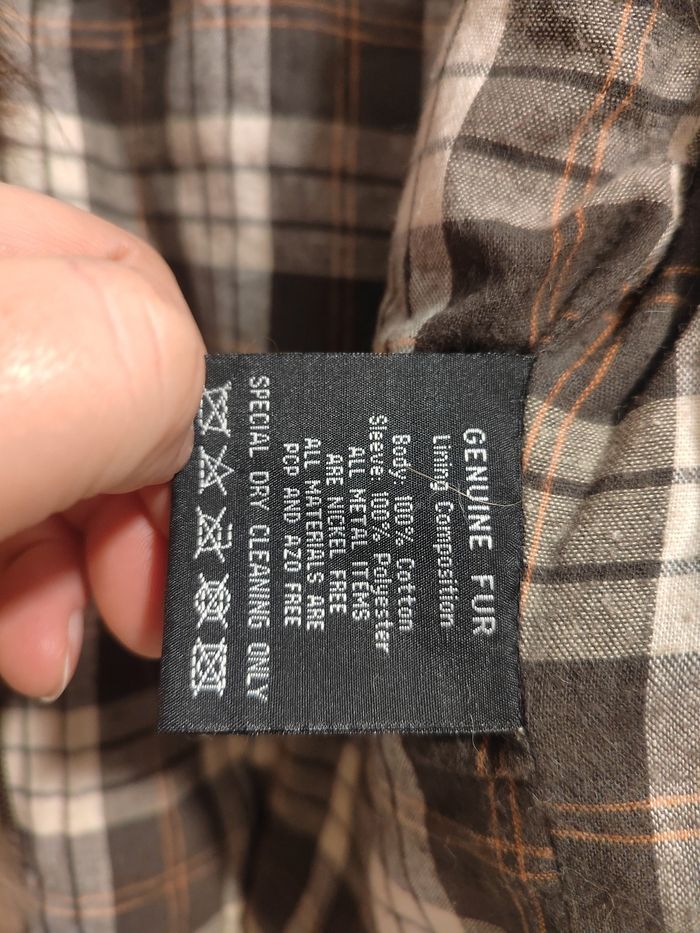 GENUINE FUR
Lining Composition:
Body: 100% Cotton
Sleeve: 100% Polyester
ALL METAL ITEMS
ARE NICKEL FREE
ALL MATERIALS ARE
PCP AND AZO FREE
SPECIAL DRY CLEANING ONLY